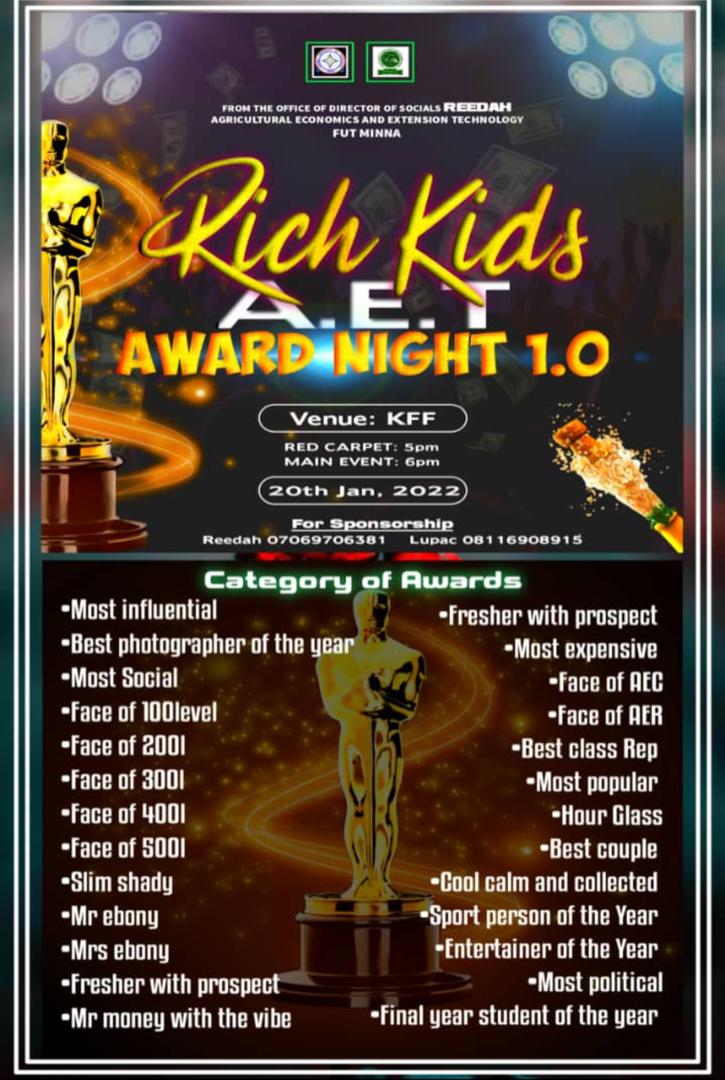 FROM THE OFFICE OF DIRECTOR OF SOCIALS REEDAH
AGRICULTURAL ECONOMICS AND EXTENSION TECHNOLOGY
FUT MINNA
Rich Kids
A.E.T
AWARD NIGHT 1.0
Venue: KFF
RED CARPET: 5pm
MAIN EVENT: 6pm
20th Jan, 2022
For Sponsorship
Reedah 07069706381 Lupac 08116908915
Category of Awards
•Most influential
•Best photographer of the year
•Most Social
•Face of 100level
•Face of 200l
•Face of 300l
•Face of 400l
•Face of 500l
•Slim shady
•Mr ebony
•Mrs ebony
•Fresher with prospect
•Mr money with the vibe
•Fresher with prospect
•Most expensive
•Face of AEC
•Face of AER
•Best class Rep
•Most popular
•Hour Glass
•Best couple
•Cool calm and collected
•Sport person of the Year
•Entertainer of the Year
•Most political
•Final year student of the year